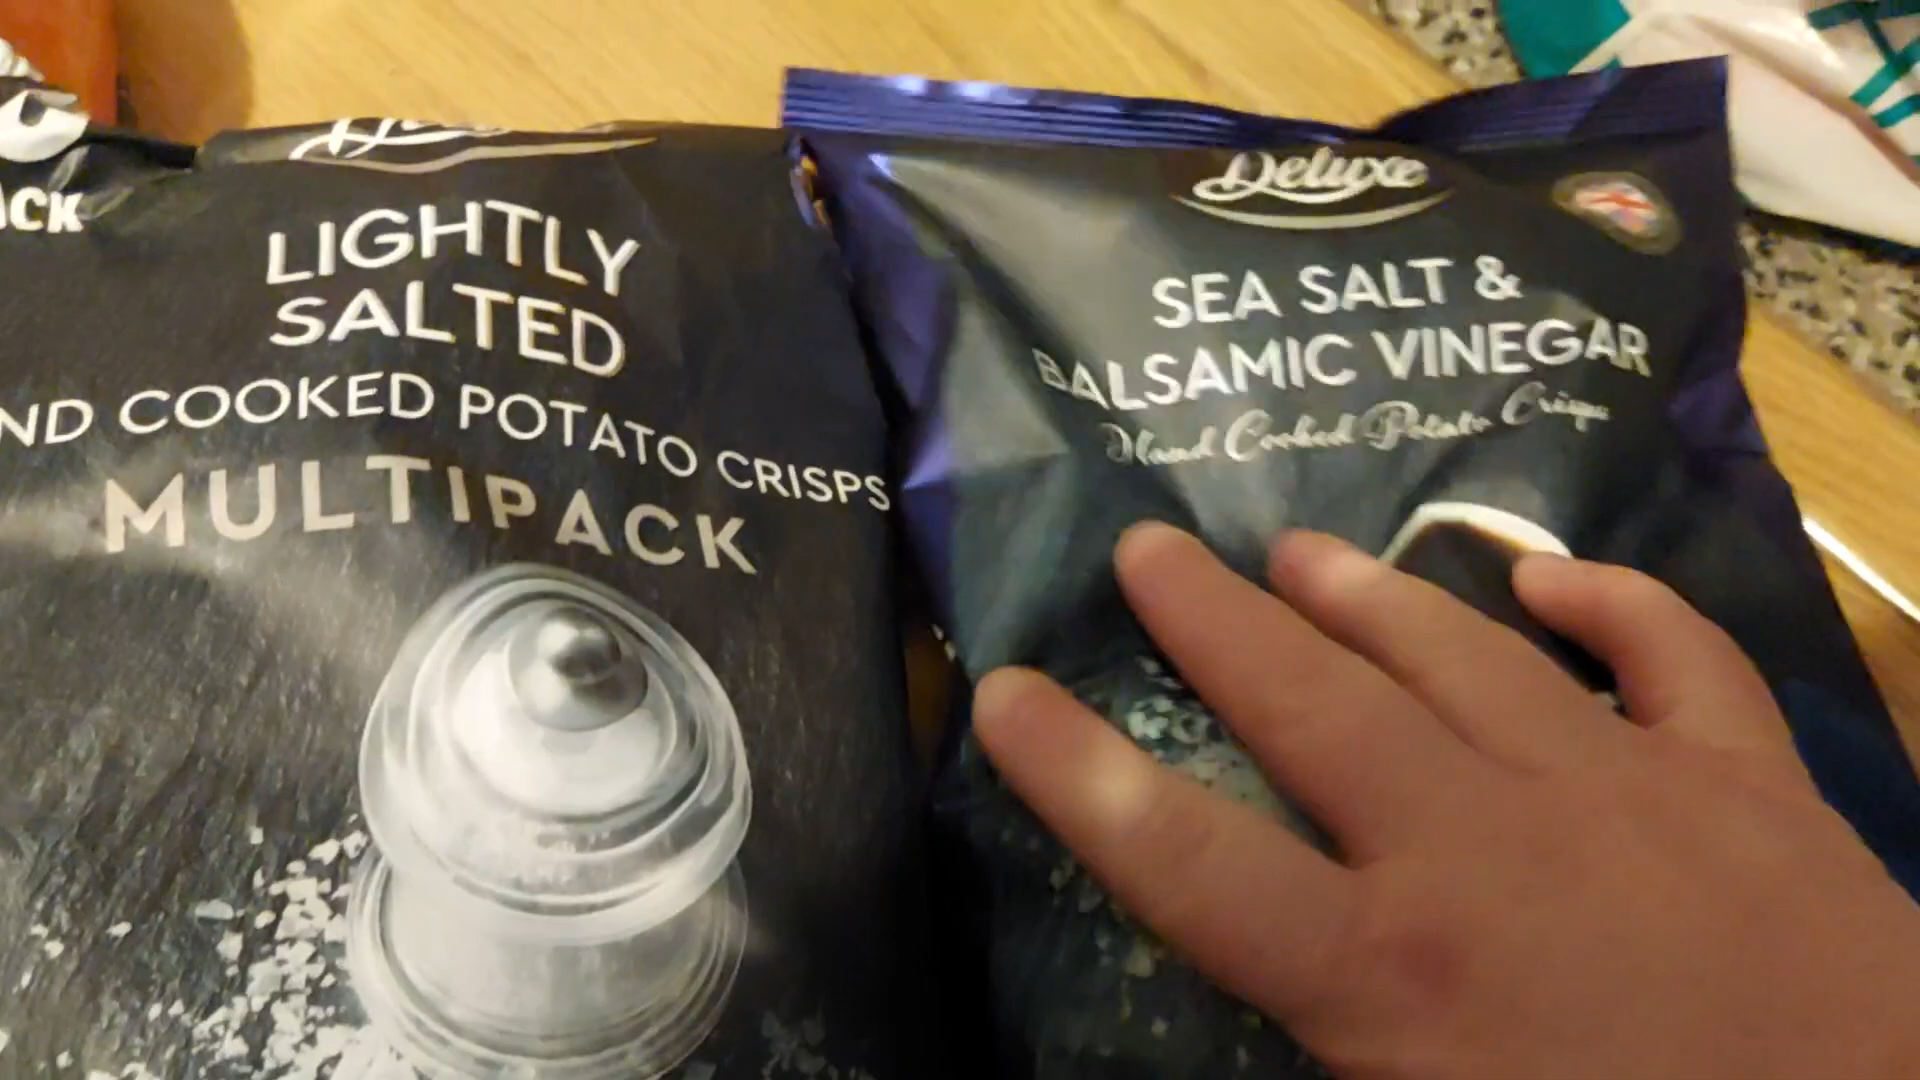 ACK
LIGHTLY
SALTED
ND COOKED POTATO CRISPS
MULTIPACK
Deluxe
SEA SALT &
BALSAMIC VINEGAR
Hand Cooked Potato Crisps